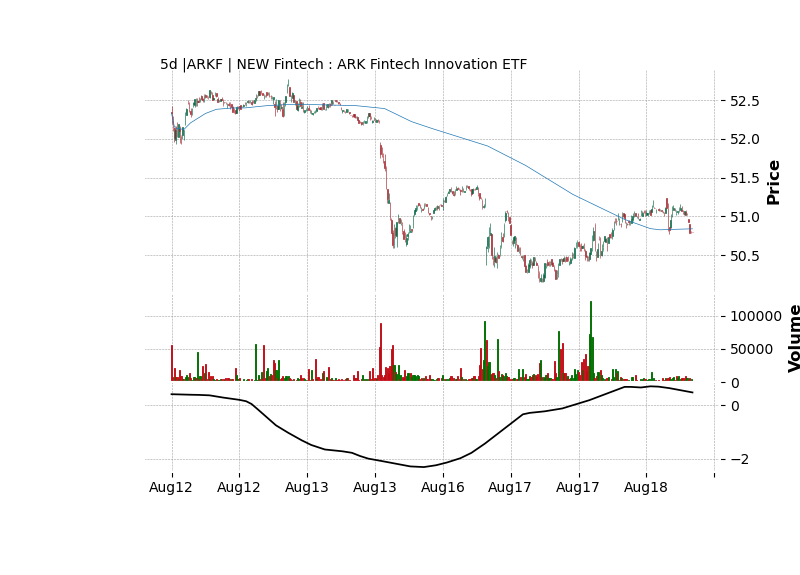 5d |ARKF | NEW Fintech : ARK Fintech Innovation ETF
52.5
52.0
51.5
51.0
50.5
Price
100000
50000
0
Volume
0
−2
Aug12 Aug12 Aug13 Aug13 Aug16 Aug17 Aug17 Aug18